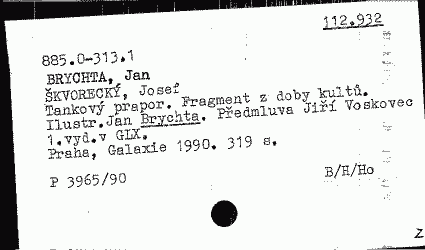 112.932
885.0-313.1
BRYCHTA, Jan
ŠKVORECKÝ, Josef
Tankový prapor. Fragment z doby kultů.
Ilustr.Jan Brychta. Předmluva Jiří Voskovec
1.vyd.v GLX.
Praha, Galaxie 1990. 319 s.
P 3965/90 B/H/Ho
Z